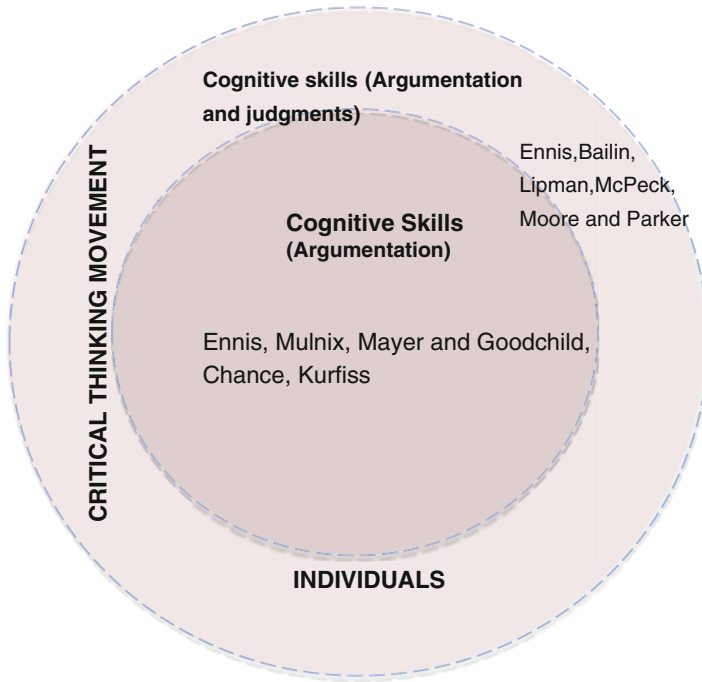 Cognitive skills (Argumentation
and judgments)
Ennis,Bailin,
Lipman,McPeck,
Moore and Parker
CRITICAL THINKING MOVEMENT
Cognitive Skills
(Argumentation)
Ennis, Mulnix, Mayer and Goodchild,
Chance, Kurfiss
INDIVIDUALS